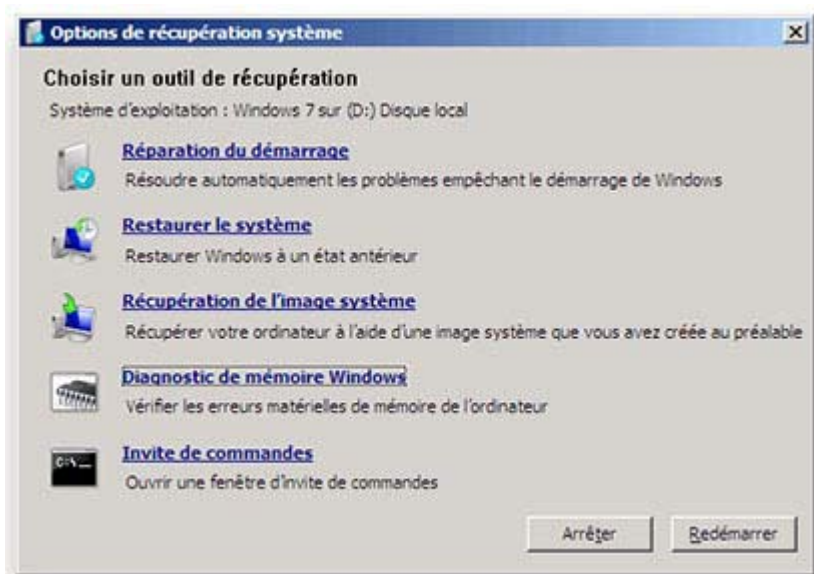 Options de récupération système
Choisir un outil de récupération
Système d'exploitation : Windows 7 sur (D:) Disque local
Réparation du démarrage
Résoudre automatiquement les problèmes empêchant le démarrage de Windows
Restaurer le système
Restaurer Windows à un état antérieur
Récupération de l'image système
Récupérer votre ordinateur à l'aide d'une image système que vous avez créée au préalable
Diagnostic de mémoire Windows
Vérifier les erreurs matérielles de mémoire de l'ordinateur
C:\_
Invite de commandes
Ouvrir une fenêtre d'invite de commandes
Arrêter
Redémarrer